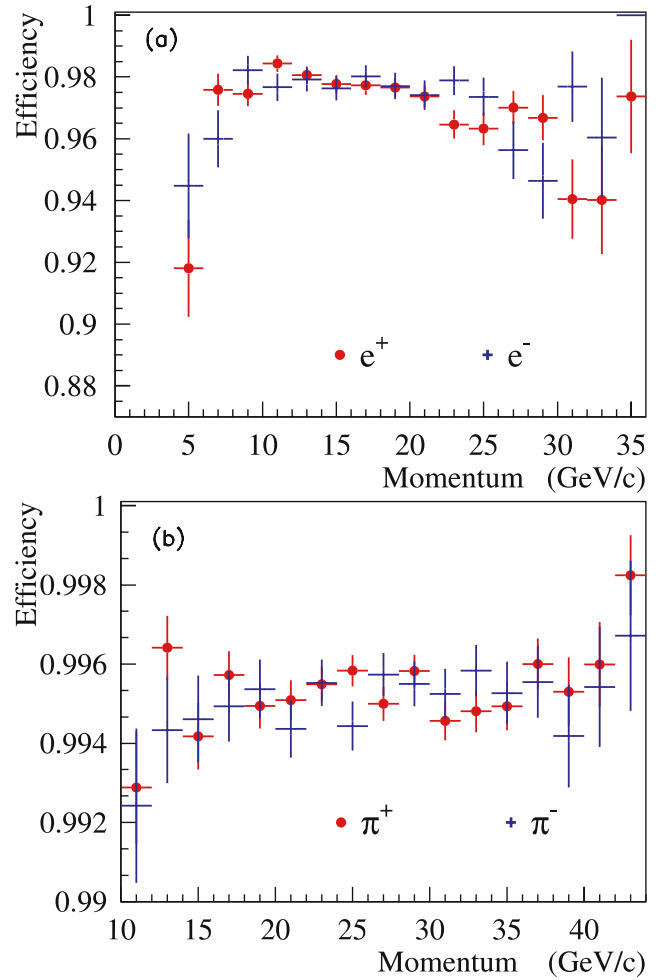 Efficiency
(a)
1
0.98
0.96
0.94
0.92
0.9
0.88
e+ e-
0 5 10 15 20 25 30 35
Momentum (GeV/c)
Efficiency
(b)
1
0.998
0.996
0.994
0.992
0.99
π+ π-
10 15 20 25 30 35 40
Momentum (GeV/c)